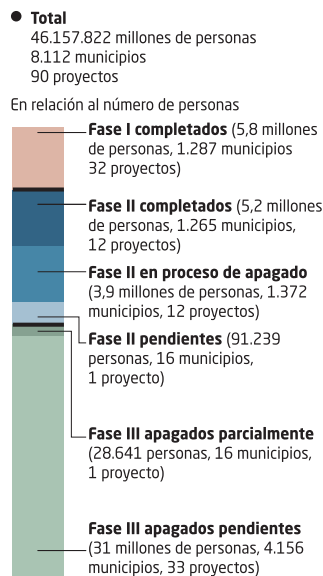 ● Total
46.157.822 millones de personas
8.112 municipios
90 proyectos
En relación al número de personas
Fase I completados (5,8 millones
de personas, 1.287 municipios
32 proyectos)
Fase II completados (5,2 millones
de personas, 1.265 municipios,
12 proyectos)
Fase II en proceso de apagado
(3,9 millones de personas, 1.372
municipios, 12 proyectos)
Fase II pendientes (91.239
personas, 16 municipios,
1 proyecto)
Fase III apagados parcialmente
(28.641 personas, 16 municipios,
1 proyecto)
Fase III apagados pendientes
(31 millones de personas, 4.156
municipios, 33 proyectos)